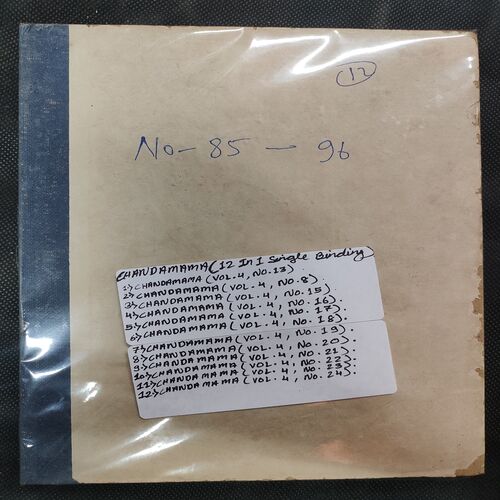 12
No - 85 - 96
CHANDAMAMA (12 In 1 Single Binding)
1> CHANDAMAMA (VOL. 4, NO. 13).
2> CHANDAMAMA (VOL. 4, NO. 8).
3> CHANDAMAMA (VOL. 4, NO. 15).
4> CHANDAMAMA (VOL. 4, NO. 16).
5> CHANDAMAMA (VOL. 4, NO. 17).
6> CHANDAMAMA (VOL. 4, NO. 18).
7> CHANDAMAMA (VOL. 4, NO. 19).
8> CHANDAMAMA (VOL. 4, NO. 20).
9> CHANDAMAMA (VOL. 4, NO. 21).
10> CHANDAMAMA (VOL. 4, NO. 22).
11> CHANDAMAMA (VOL. 4, NO. 23).
12> CHANDAMAMA (VOL. 4, NO. 24).